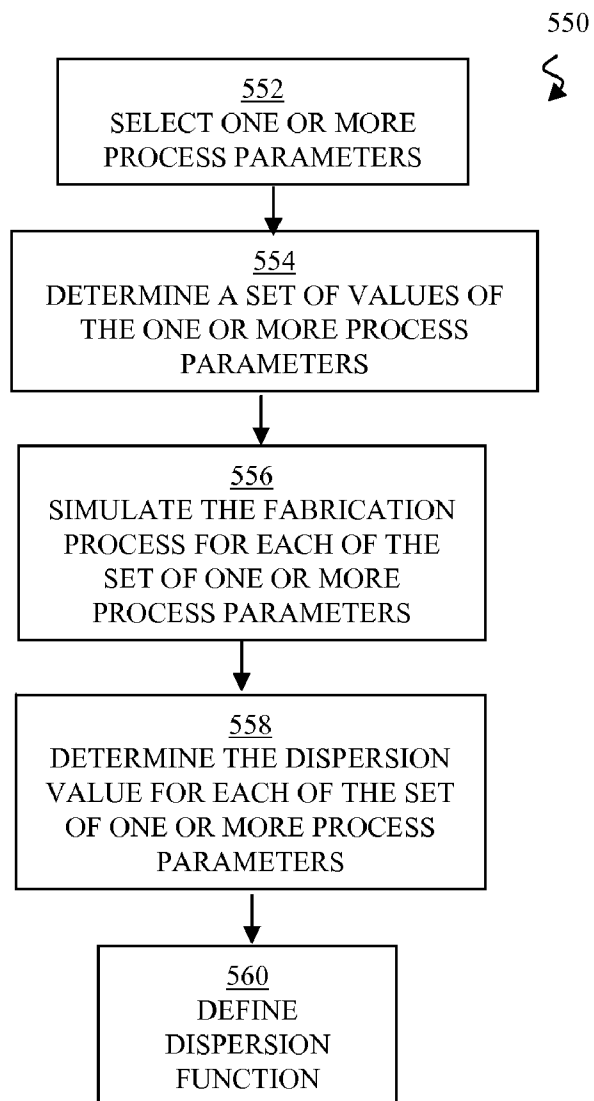 550
552
SELECT ONE OR MORE
PROCESS PARAMETERS
554
DETERMINE A SET OF VALUES OF
THE ONE OR MORE PROCESS
PARAMETERS
556
SIMULATE THE FABRICATION
PROCESS FOR EACH OF THE
SET OF ONE OR MORE
PROCESS PARAMETERS
558
DETERMINE THE DISPERSION
VALUE FOR EACH OF THE SET
OF ONE OR MORE PROCESS
PARAMETERS
560
DEFINE
DISPERSION
FUNCTION